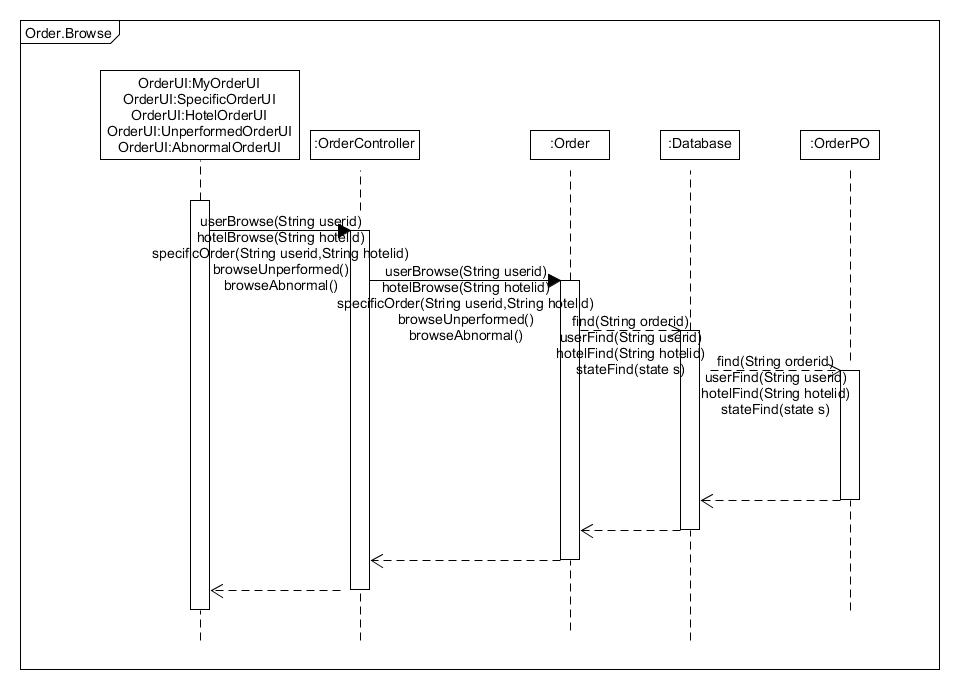 Order.Browse
OrderUI:MyOrderUI
OrderUI:SpecificOrderUI
OrderUI:HotelOrderUI
OrderUI:UnperformedOrderUI
OrderUI:AbnormalOrderUI
:OrderController
:Order
:Database
:OrderPO
userBrowse(String userid)
hotelBrowse(String hotelid)
specificOrder(String userid,String hotelid)
browseUnperformed()
browseAbnormal()
userBrowse(String userid)
hotelBrowse(String hotelid)
specificOrder(String userid,String hotelid)
browseUnperformed()
browseAbnormal()
find(String orderid)
userFind(String userid)
hotelFind(String hotelid)
stateFind(state s)
find(String orderid)
userFind(String userid)
hotelFind(String hotelid)
stateFind(state s)